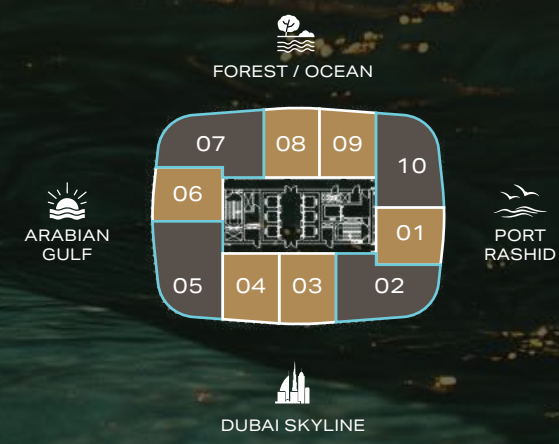 FOREST / OCEAN
07
08
09
10
06
ARABIAN
GULF
01
PORT
RASHID
05
04
03
02
DUBAI SKYLINE